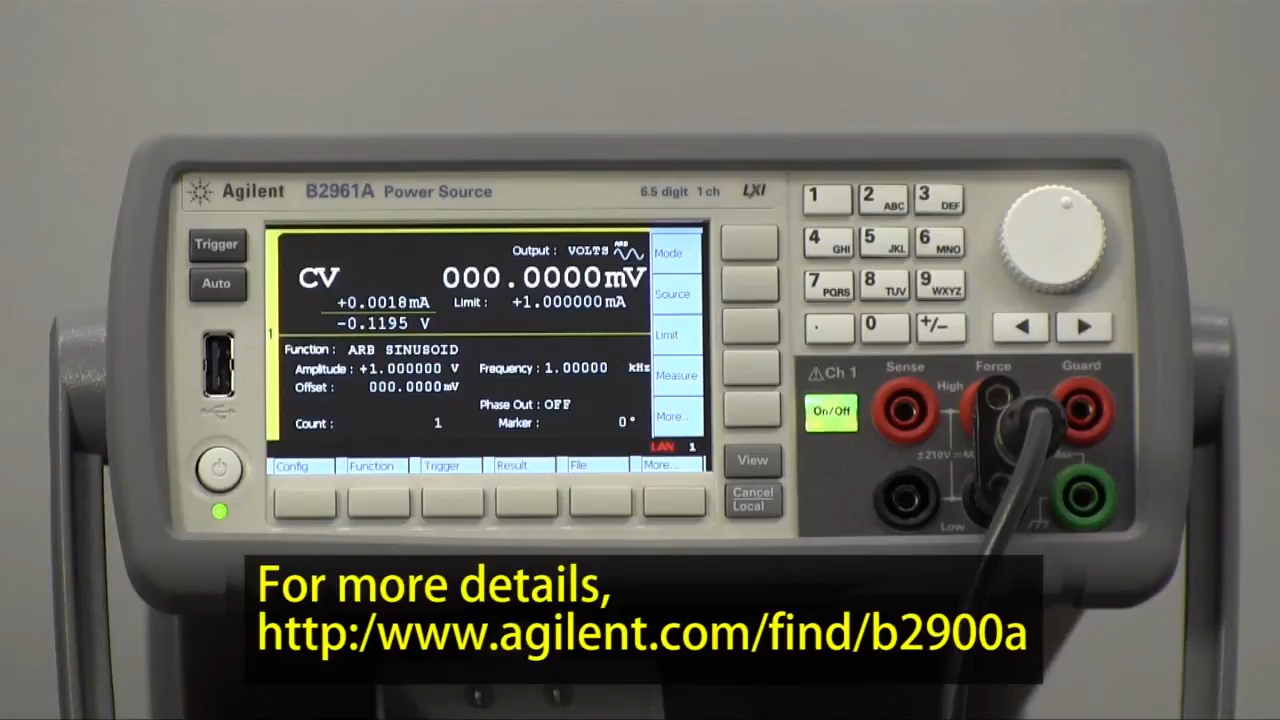 Agilent B2961A Power Source 6.5 digit 1 ch LXI
Trigger
Auto
Output : VOLTS ARB
CV 000.0000mV
+0.0018mA Limit : +1.000000mA
-0.1195 V
1
Function : ARB SINUSOID
Amplitude : +1.000000 V Frequency : 1.00000 kHz
Offset : 000.0000mV
Phase Out : OFF
Count : 1 Marker : 0°
LAN 1
Mode
Source
Limit
Measure
More...
Config Function Trigger Result File More...
View
Cancel
Local
1 2 ABC 3 DEF
4 GHI 5 JKL 6 MNO
7 PQRS 8 TUV 9 WXYZ
. 0 +/-
Ch 1 Sense Force Guard
On/Off
High
±210V
Low
For more details,
http:/www.agilent.com/find/b2900a